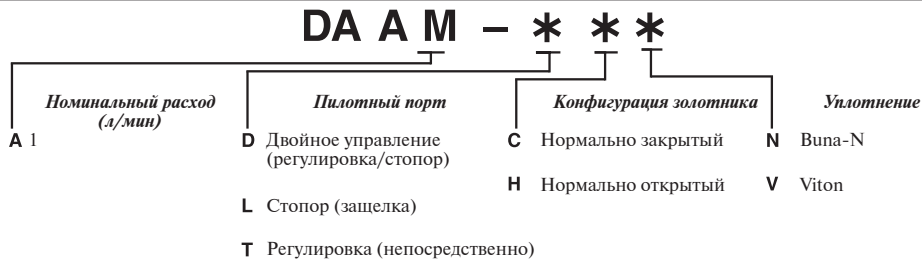 DA A M – * * *
Номинальный расход
(л/мин)
A 1
Пилотный порт
D Двойное управление
(регулировка/стопор)
L Стопор (защелка)
T Регулировка (непосредственно)
Конфигурация золотника
C Нормально закрытый
H Нормально открытый
Уплотнение
N Buna-N
V Viton